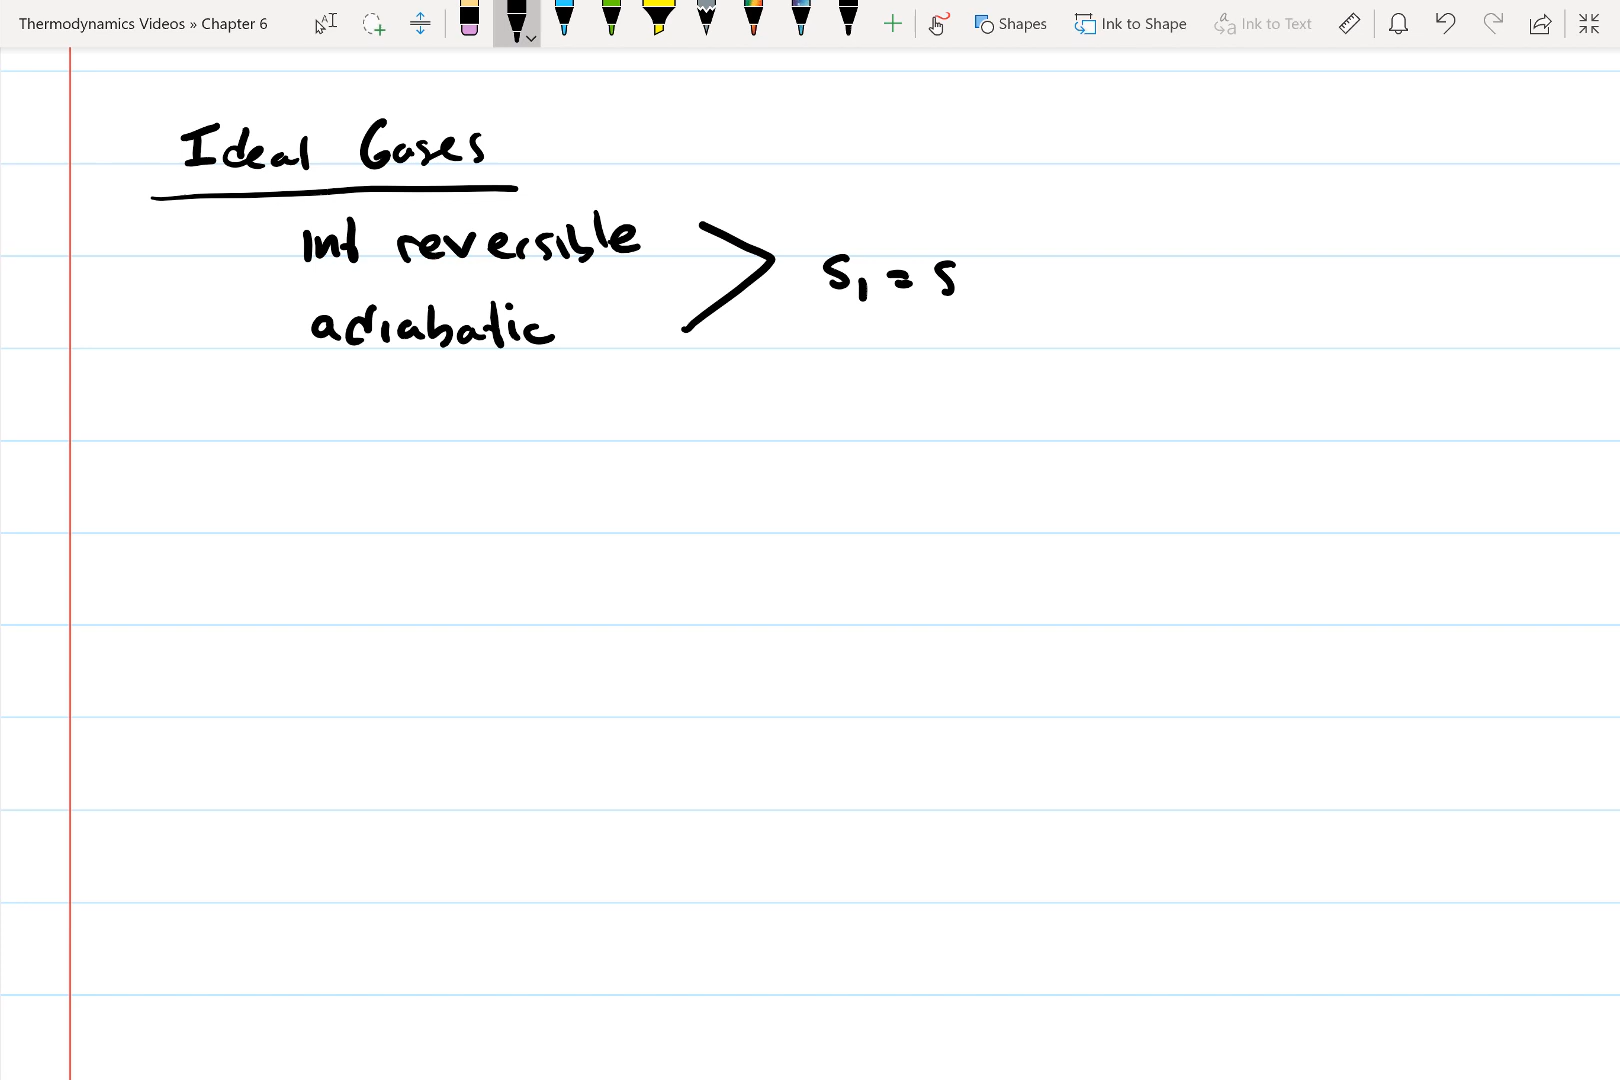 Thermodynamics Videos » Chapter 6
Shapes
Ink to Shape
Ink to Text
Ideal Gases
int reversible
adiabatic
s₁ = s